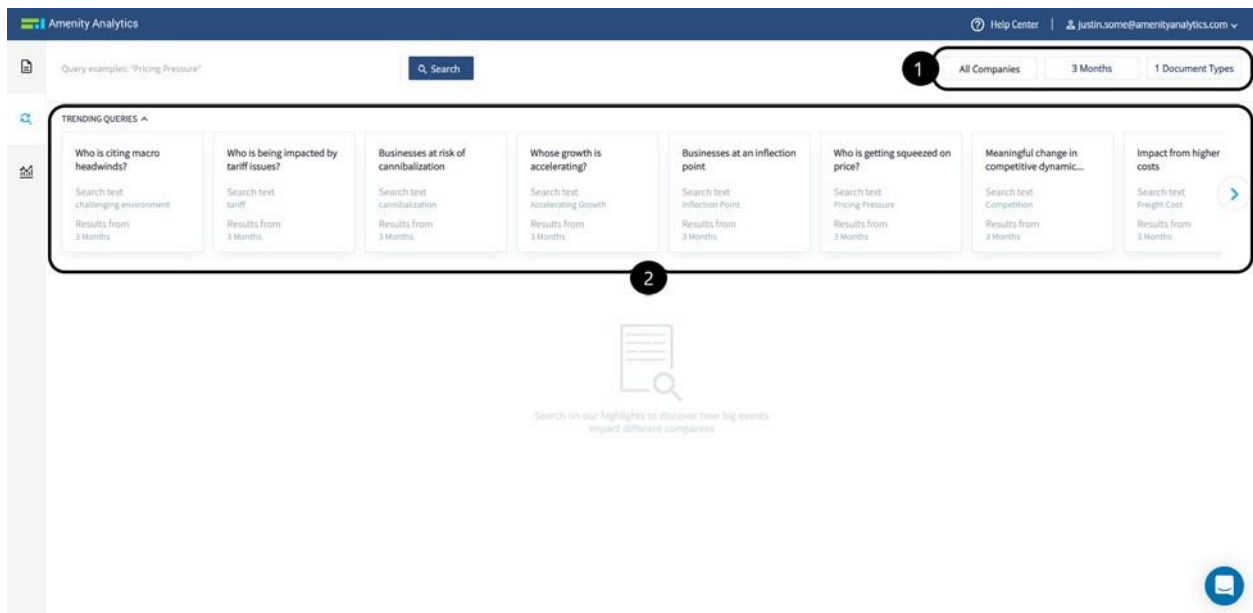 Amenity Analytics
Help Center | justin.some@amenityanalytics.com
Query examples: "Pricing Pressure"
Search
1
All Companies
3 Months
1 Document Types
TRENDING QUERIES
Who is citing macro
headwinds?
Search text
challenging environment
Results from
3 Months
Who is being impacted by
tariff issues?
Search text
tariff
Results from
3 Months
Businesses at risk of
cannibalization
Search text
cannibalization
Results from
3 Months
Whose growth is
accelerating?
Search text
Accelerating Growth
Results from
3 Months
Businesses at an inflection
point
Search text
Inflection Point
Results from
3 Months
Who is getting squeezed on
price?
Search text
Pricing Pressure
Results from
3 Months
Meaningful change in
competitive dynamic...
Search text
Competition
Results from
3 Months
Impact from higher
costs
Search text
Freight Cost
Results from
3 Months
2
Search on our highlights to discover how big events
impact different companies